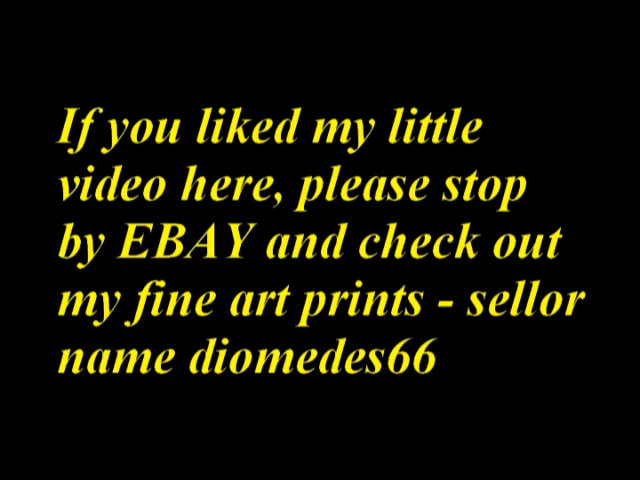 If you liked my little
video here, please stop
by EBAY and check out
my fine art prints - sellor
name diomedes66